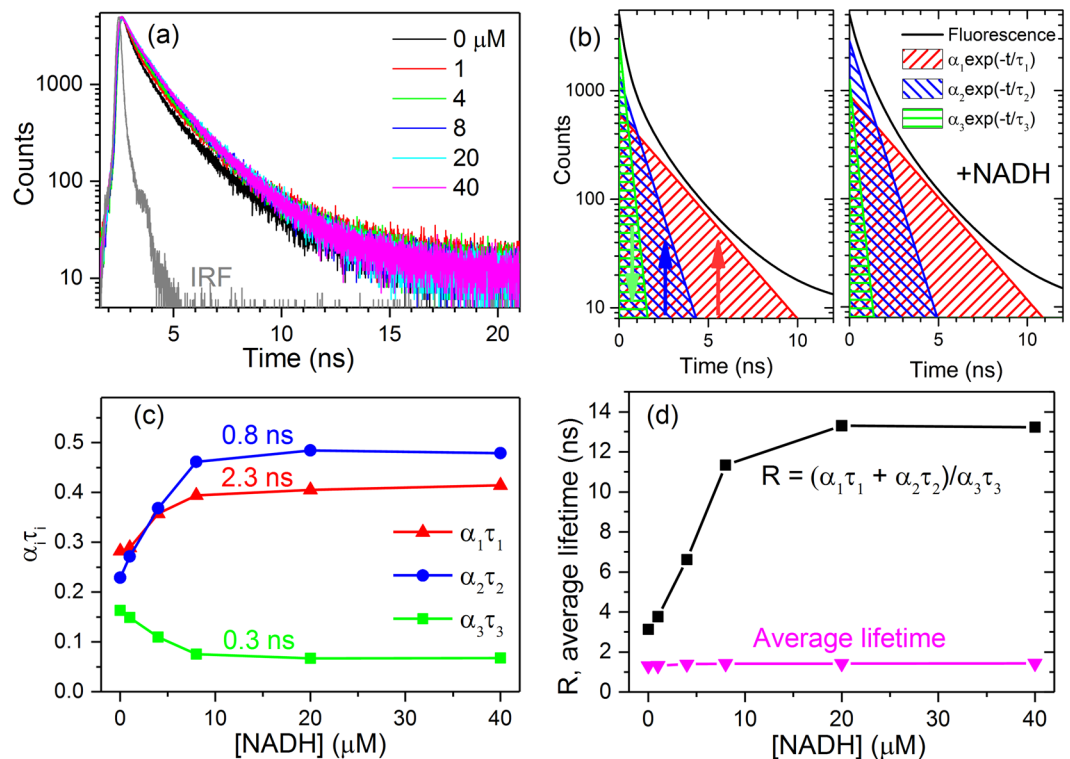 (a)
0 μM
1
4
8
20
40
IRF
1000
100
10
Counts
5
10
15
20
Time (ns)
(b)
Fluorescence
α₁exp(-t/τ₁)
α₂exp(-t/τ₂)
α₃exp(-t/τ₃)
+NADH
1000
100
10
Counts
0
5
10
0
5
10
Time (ns)
Time (ns)
(c)
0.8 ns
2.3 ns
0.3 ns
α₁τ₁
α₂τ₂
α₃τ₃
0.5
0.4
0.3
0.2
0.1
0.0
αᵢτᵢ
0
10
20
30
40
[NADH] (μM)
(d)
R = (α₁τ₁ + α₂τ₂)/α₃τ₃
Average lifetime
14
12
10
8
6
4
2
0
R, average lifetime (ns)
0
10
20
30
40
[NADH] (μM)